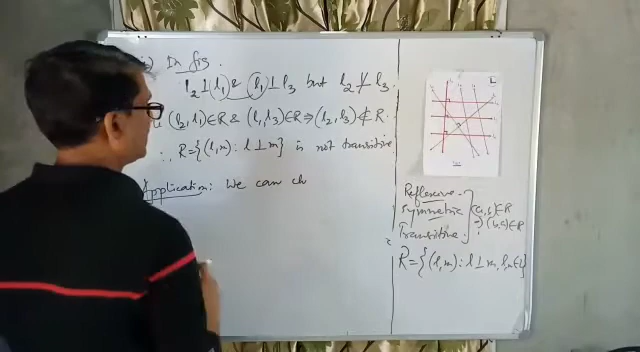 In fig.
l₂⊥l₁ & l₁⊥l₃ but l₂⊥̸l₃.
(l₂,l₁)∈R & (l₁,l₃)∈R ⇒ (l₂,l₃)∉R
∴ R={(l,m): l⊥m} is not transitive
Application: We can ch
L
Reflexive.
Symmetric (a,b)∈R
Transitive. ⇒ (b,a)∈R
R={(l,m): l⊥m, l,m∈L}